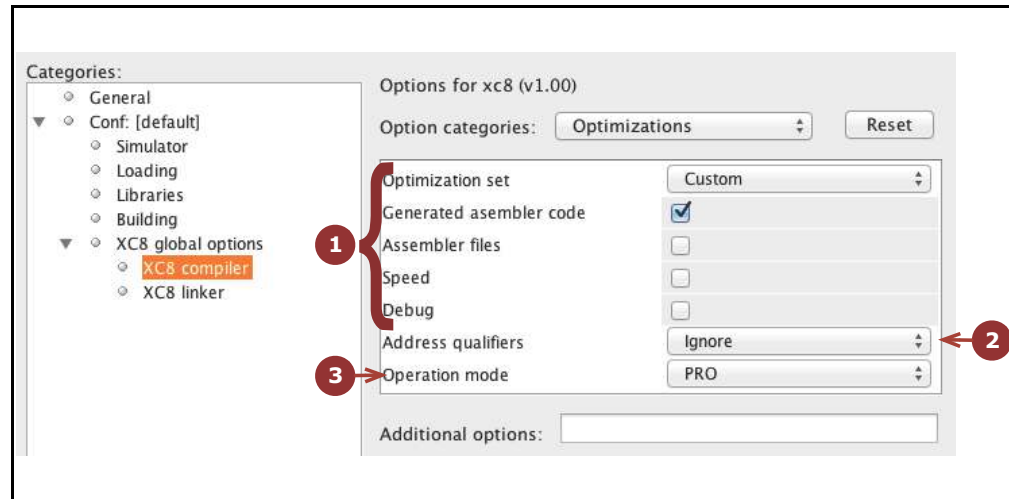 Categories:
General
Conf: [default]
Simulator
Loading
Libraries
Building
XC8 global options
XC8 compiler
XC8 linker
Options for xc8 (v1.00)
Option categories: Optimizations Reset
Optimization set Custom
Generated asembler code
1 Assembler files
Speed
Debug
Address qualifiers Ignore 2
3 Operation mode PRO
Additional options: